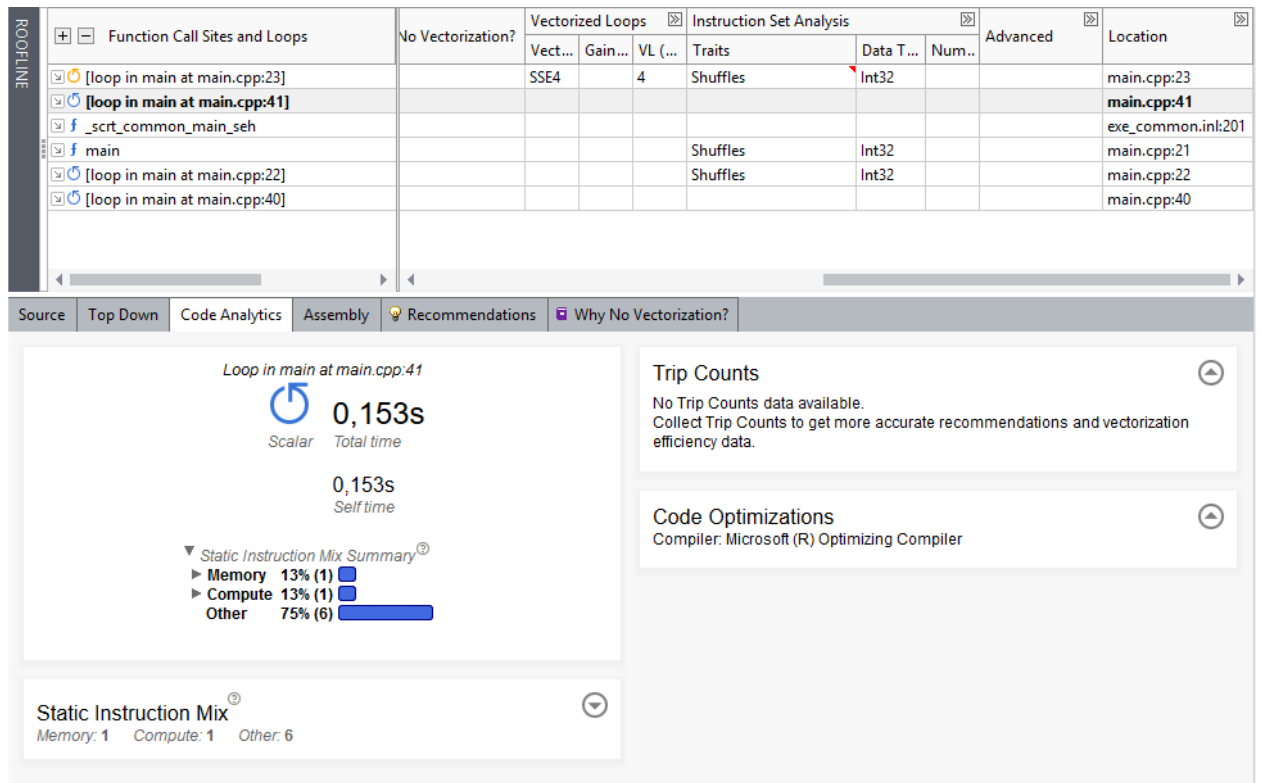 ROOFLINE
Function Call Sites and Loops
No Vectorization?
Vectorized Loops
Instruction Set Analysis
Advanced
Location
Vect... Gain... VL (... Traits Data T... Num..
[loop in main at main.cpp:23] SSE4 4 Shuffles Int32 main.cpp:23
[loop in main at main.cpp:41] main.cpp:41
f _scrt_common_main_seh exe_common.inl:201
f main Shuffles Int32 main.cpp:21
[loop in main at main.cpp:22] Shuffles Int32 main.cpp:22
[loop in main at main.cpp:40] main.cpp:40
Source Top Down Code Analytics Assembly Recommendations Why No Vectorization?
Loop in main at main.cpp:41
0,153s
Scalar Total time
0,153s
Self time
Static Instruction Mix Summary
Memory 13% (1)
Compute 13% (1)
Other 75% (6)
Static Instruction Mix
Memory: 1 Compute: 1 Other: 6
Trip Counts
No Trip Counts data available.
Collect Trip Counts to get more accurate recommendations and vectorization
efficiency data.
Code Optimizations
Compiler: Microsoft (R) Optimizing Compiler